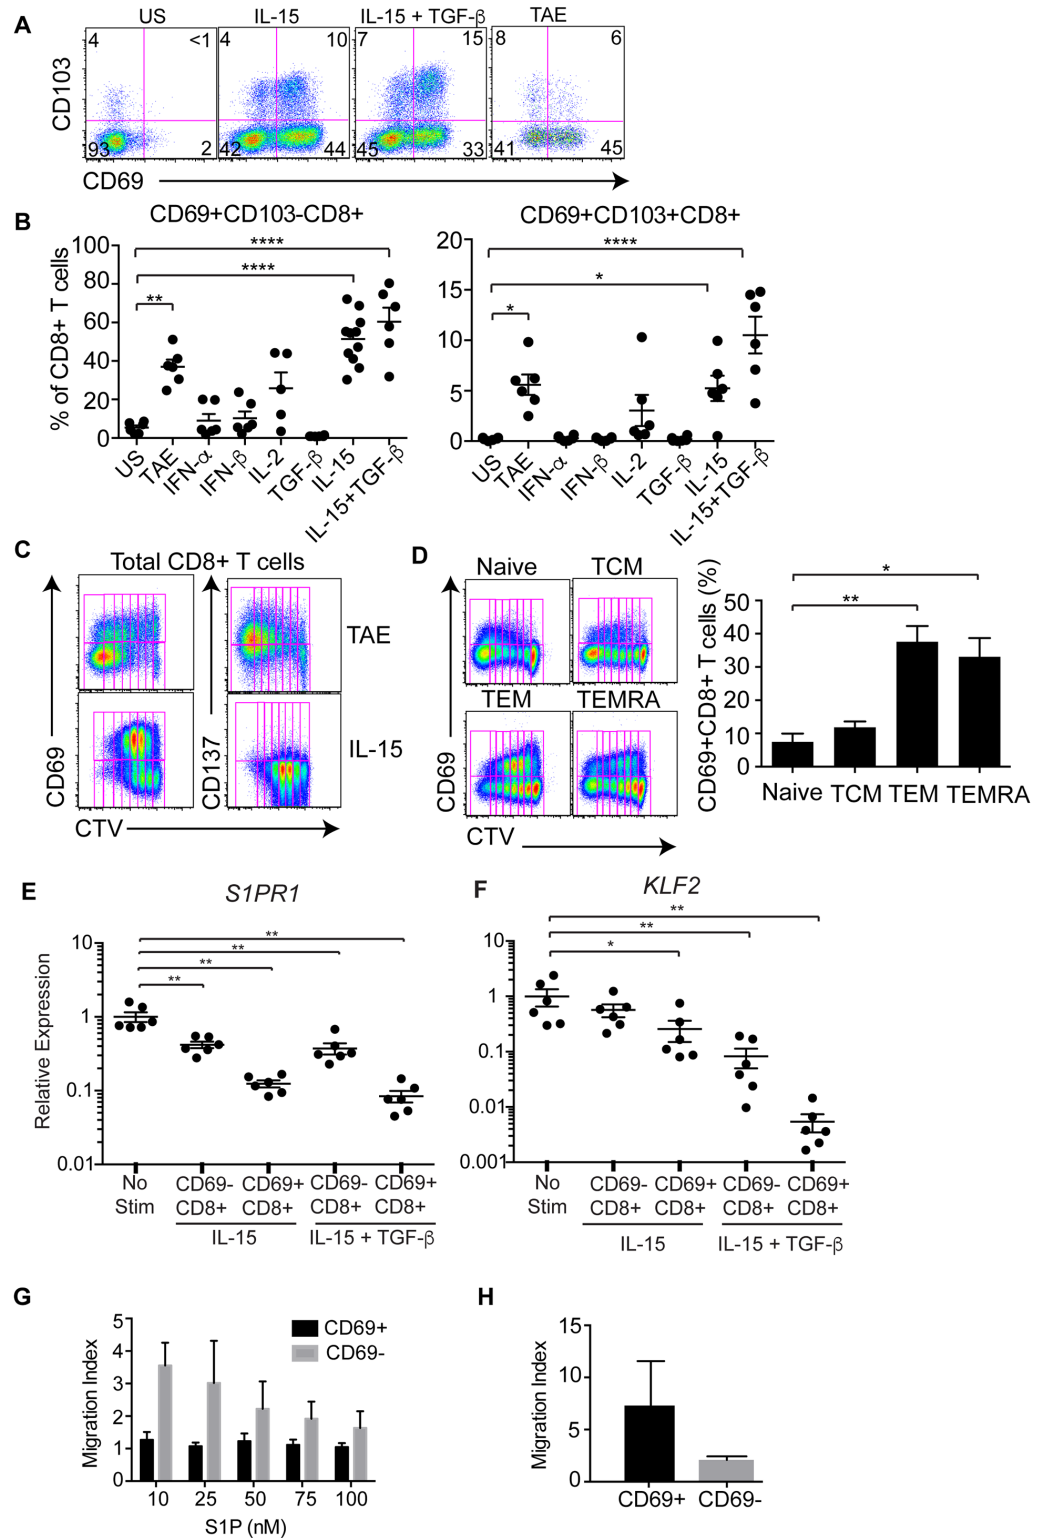 A
US
IL-15
IL-15 + TGF-β
TAE
4
<1
4
10
7
15
8
6
CD103
93
2
42
44
45
33
41
45
CD69
B
CD69+CD103-CD8+
CD69+CD103+CD8+
% of CD8+ T cells
100
80
60
40
20
0
****
****
**
US
TAE
IFN-α
IFN-β
IL-2
TGF-β
IL-15
IL-15+TGF-β
20
15
10
5
0
****
*
*
US
TAE
IFN-α
IFN-β
IL-2
TGF-β
IL-15
IL-15+TGF-β
C
Total CD8+ T cells
TAE
IL-15
CD69
CD137
CTV
D
Naive
TCM
TEM
TEMRA
CD69
CTV
CD69+CD8+ T cells (%)
50
40
30
20
10
0
*
**
Naive
TCM
TEM
TEMRA
E
S1PR1
Relative Expression
10
1
0.1
0.01
**
**
**
**
No Stim
CD69- CD8+
CD69+ CD8+
CD69- CD8+
CD69+ CD8+
IL-15
IL-15 + TGF-β
F
KLF2
10
1
0.1
0.01
0.001
**
**
*
No Stim
CD69- CD8+
CD69+ CD8+
CD69- CD8+
CD69+ CD8+
IL-15
IL-15 + TGF-β
G
Migration Index
5
4
3
2
1
0
CD69+
CD69-
10
25
50
75
100
S1P (nM)
H
Migration Index
15
10
5
0
CD69+
CD69-